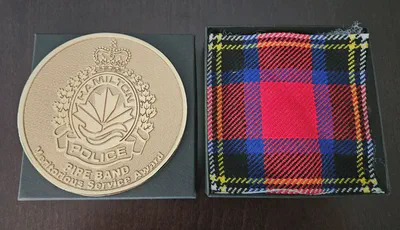 HAMILTON
POLICE
PIPE BAND
Meritorious Service Award